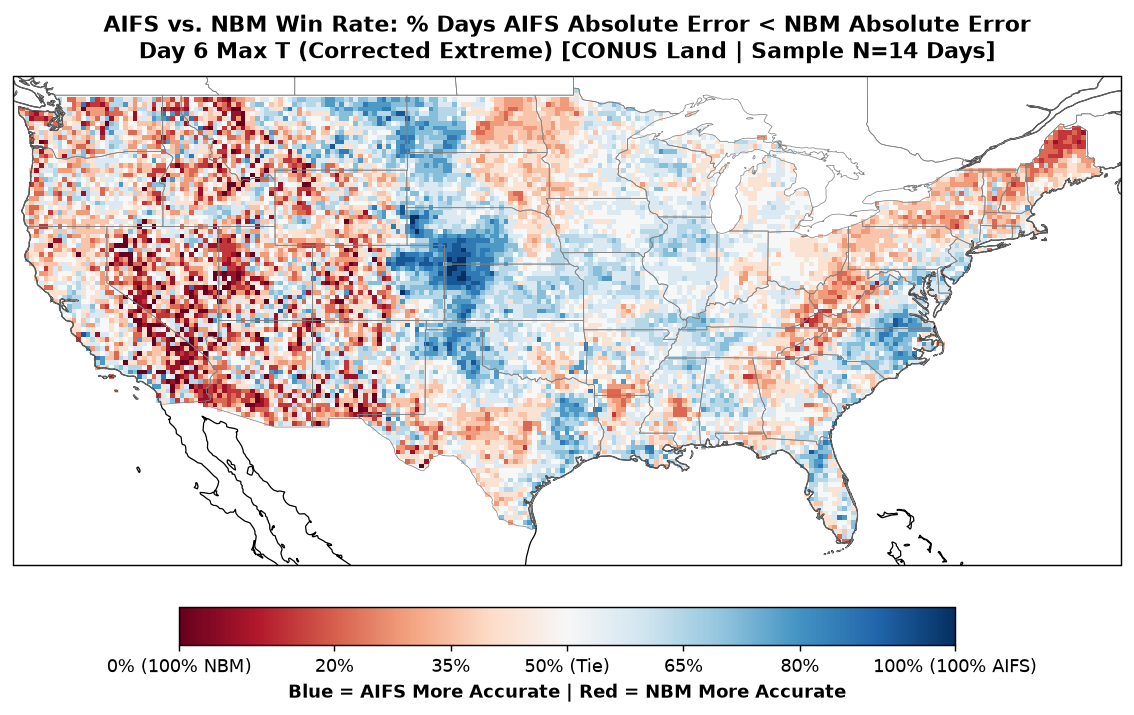 AIFS vs. NBM Win Rate: % Days AIFS Absolute Error < NBM Absolute Error
Day 6 Max T (Corrected Extreme) [CONUS Land | Sample N=14 Days]
0% (100% NBM) 20% 35% 50% (Tie) 65% 80% 100% (100% AIFS)
Blue = AIFS More Accurate | Red = NBM More Accurate